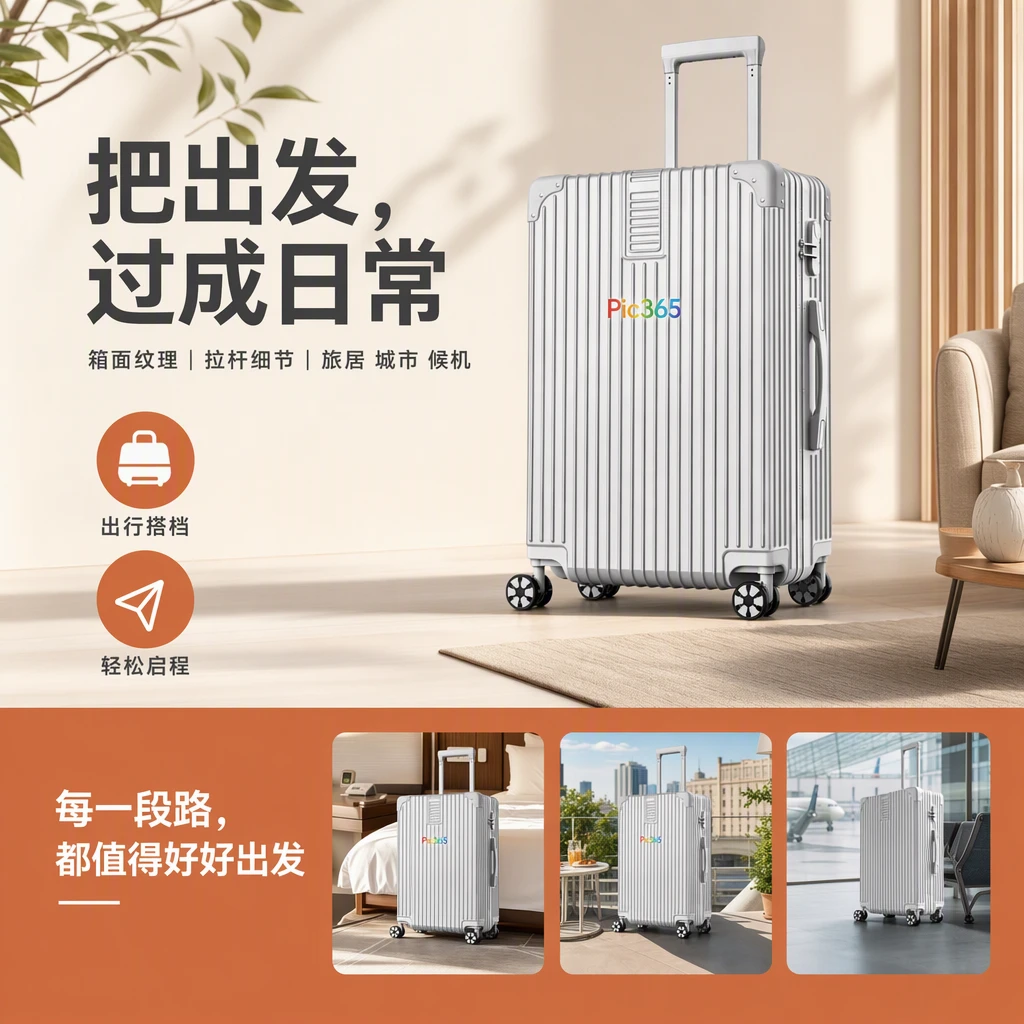 把出发，
过成日常
箱面纹理｜拉杆细节｜旅居 城市 候机
Pic365
出行搭档
轻松启程
每一段路，
都值得好好出发
Pic365
Pic365